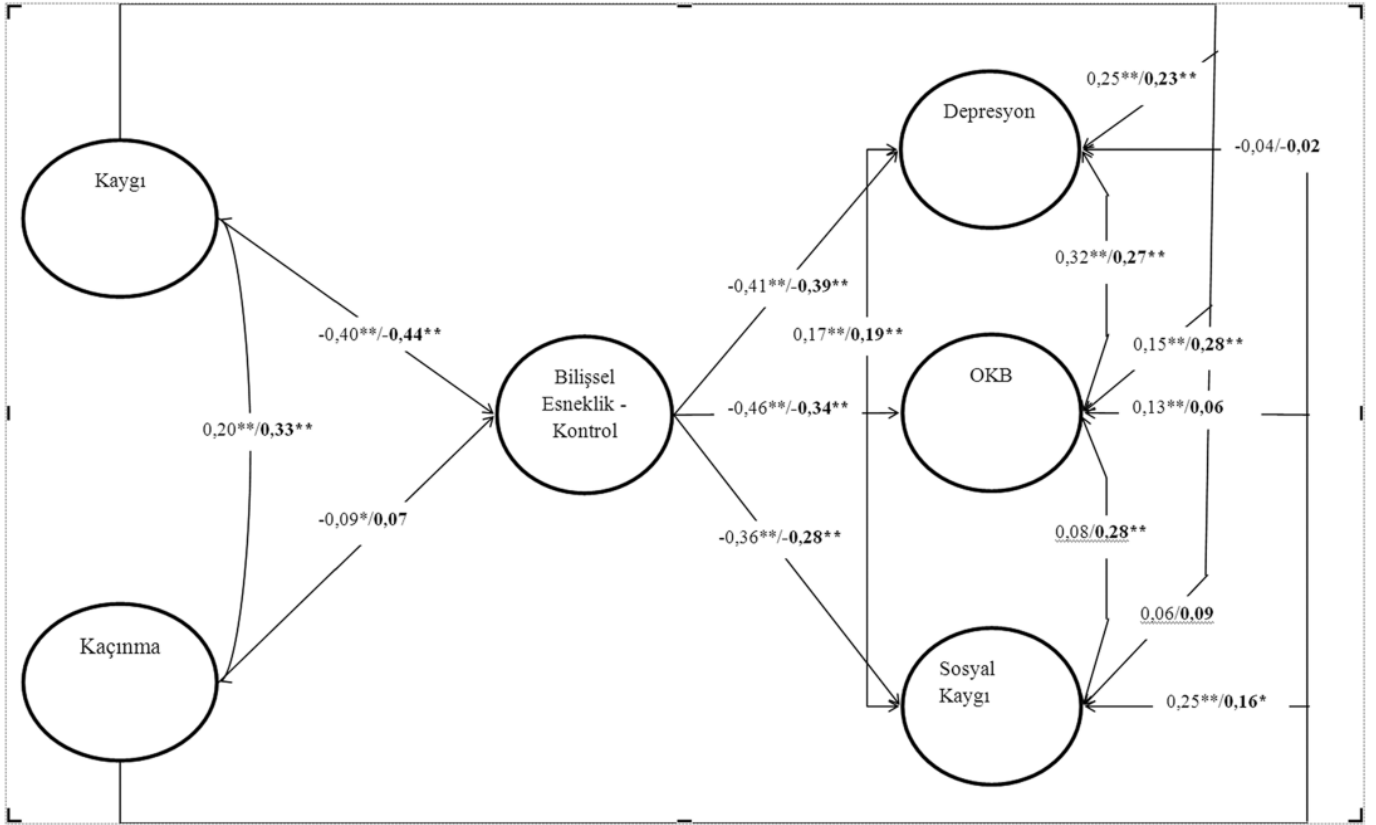 0,25**/0,23**
Depresyon
-0,04/-0,02
Kaygı
0,32**/0,27**
-0,41**/-0,39**
-0,40**/-0,44**
0,17**/0,19**
0,15**/0,28**
Bilişsel
Esneklik -
Kontrol
OKB
-0,46**/-0,34**
0,13**/0,06
0,20**/0,33**
-0,09*/0,07
-0,36**/-0,28**
0,08/0,28**
0,06/0,09
Kaçınma
Sosyal
Kaygı
0,25**/0,16*